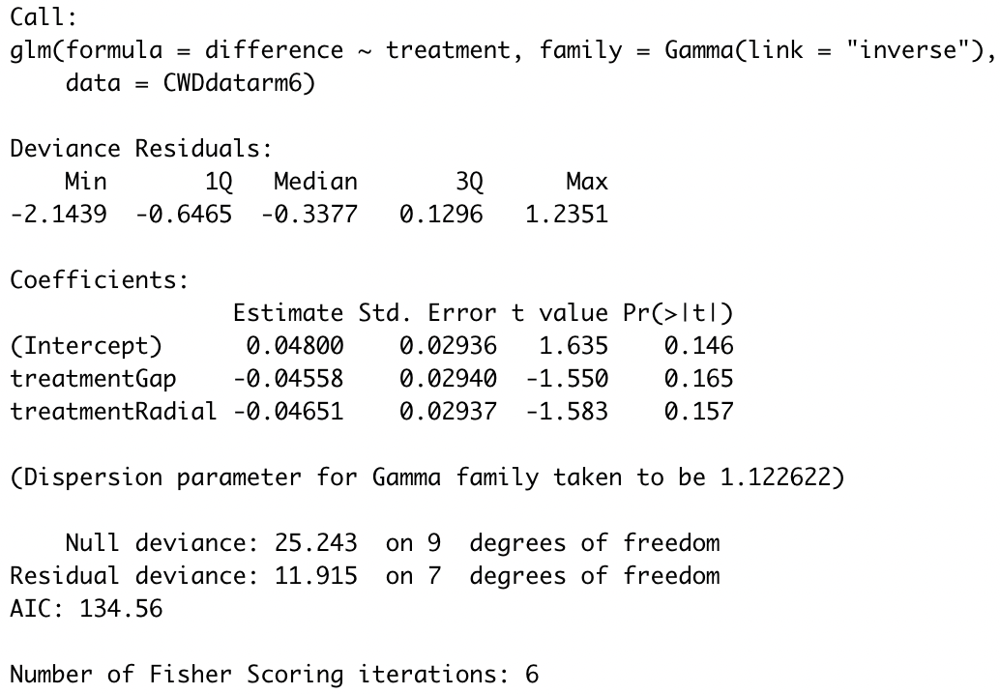 Call:
glm(formula = difference ~ treatment, family = Gamma(link = "inverse"),
    data = CWDdatarm6)

Deviance Residuals:
    Min       1Q   Median       3Q      Max
-2.1439  -0.6465  -0.3377   0.1296   1.2351

Coefficients:
                Estimate Std. Error t value Pr(>|t|)
(Intercept)      0.04800    0.02936   1.635    0.146
treatmentGap    -0.04558    0.02940  -1.550    0.165
treatmentRadial -0.04651    0.02937  -1.583    0.157

(Dispersion parameter for Gamma family taken to be 1.122622)

    Null deviance: 25.243  on 9  degrees of freedom
Residual deviance: 11.915  on 7  degrees of freedom
AIC: 134.56

Number of Fisher Scoring iterations: 6